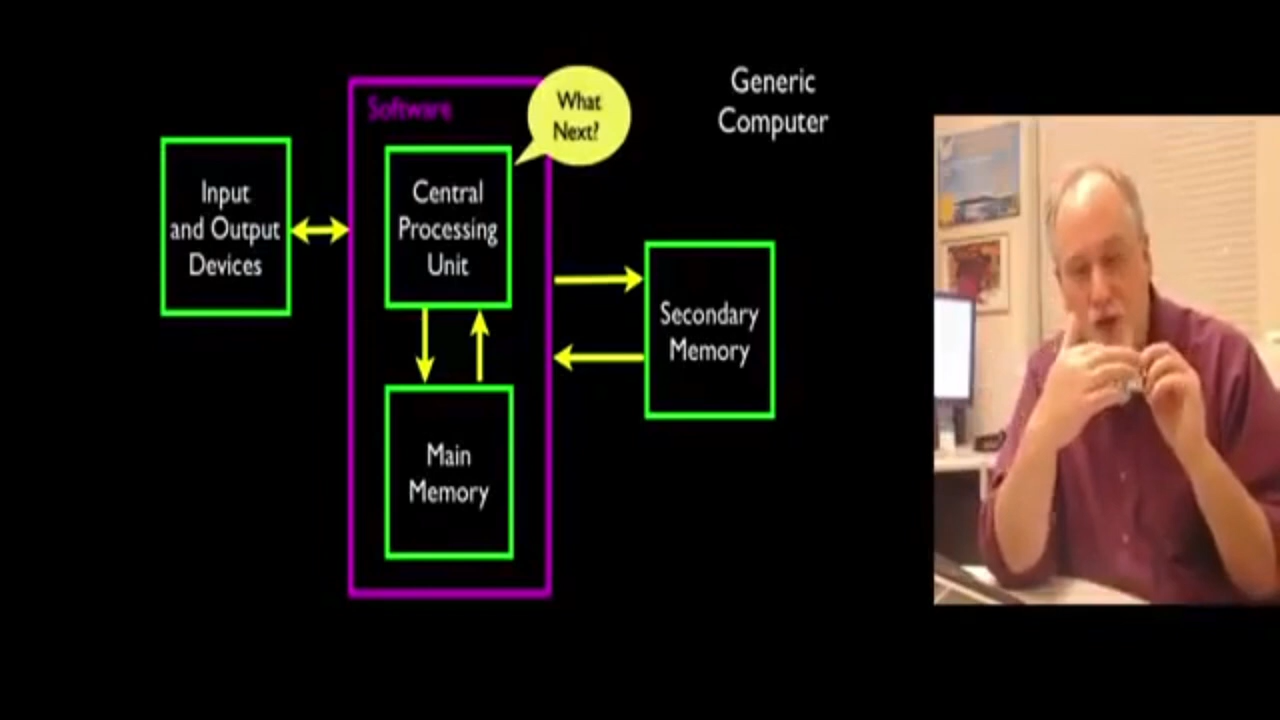 Generic
Computer
Software
What
Next?
Input
and Output
Devices
Central
Processing
Unit
Secondary
Memory
Main
Memory